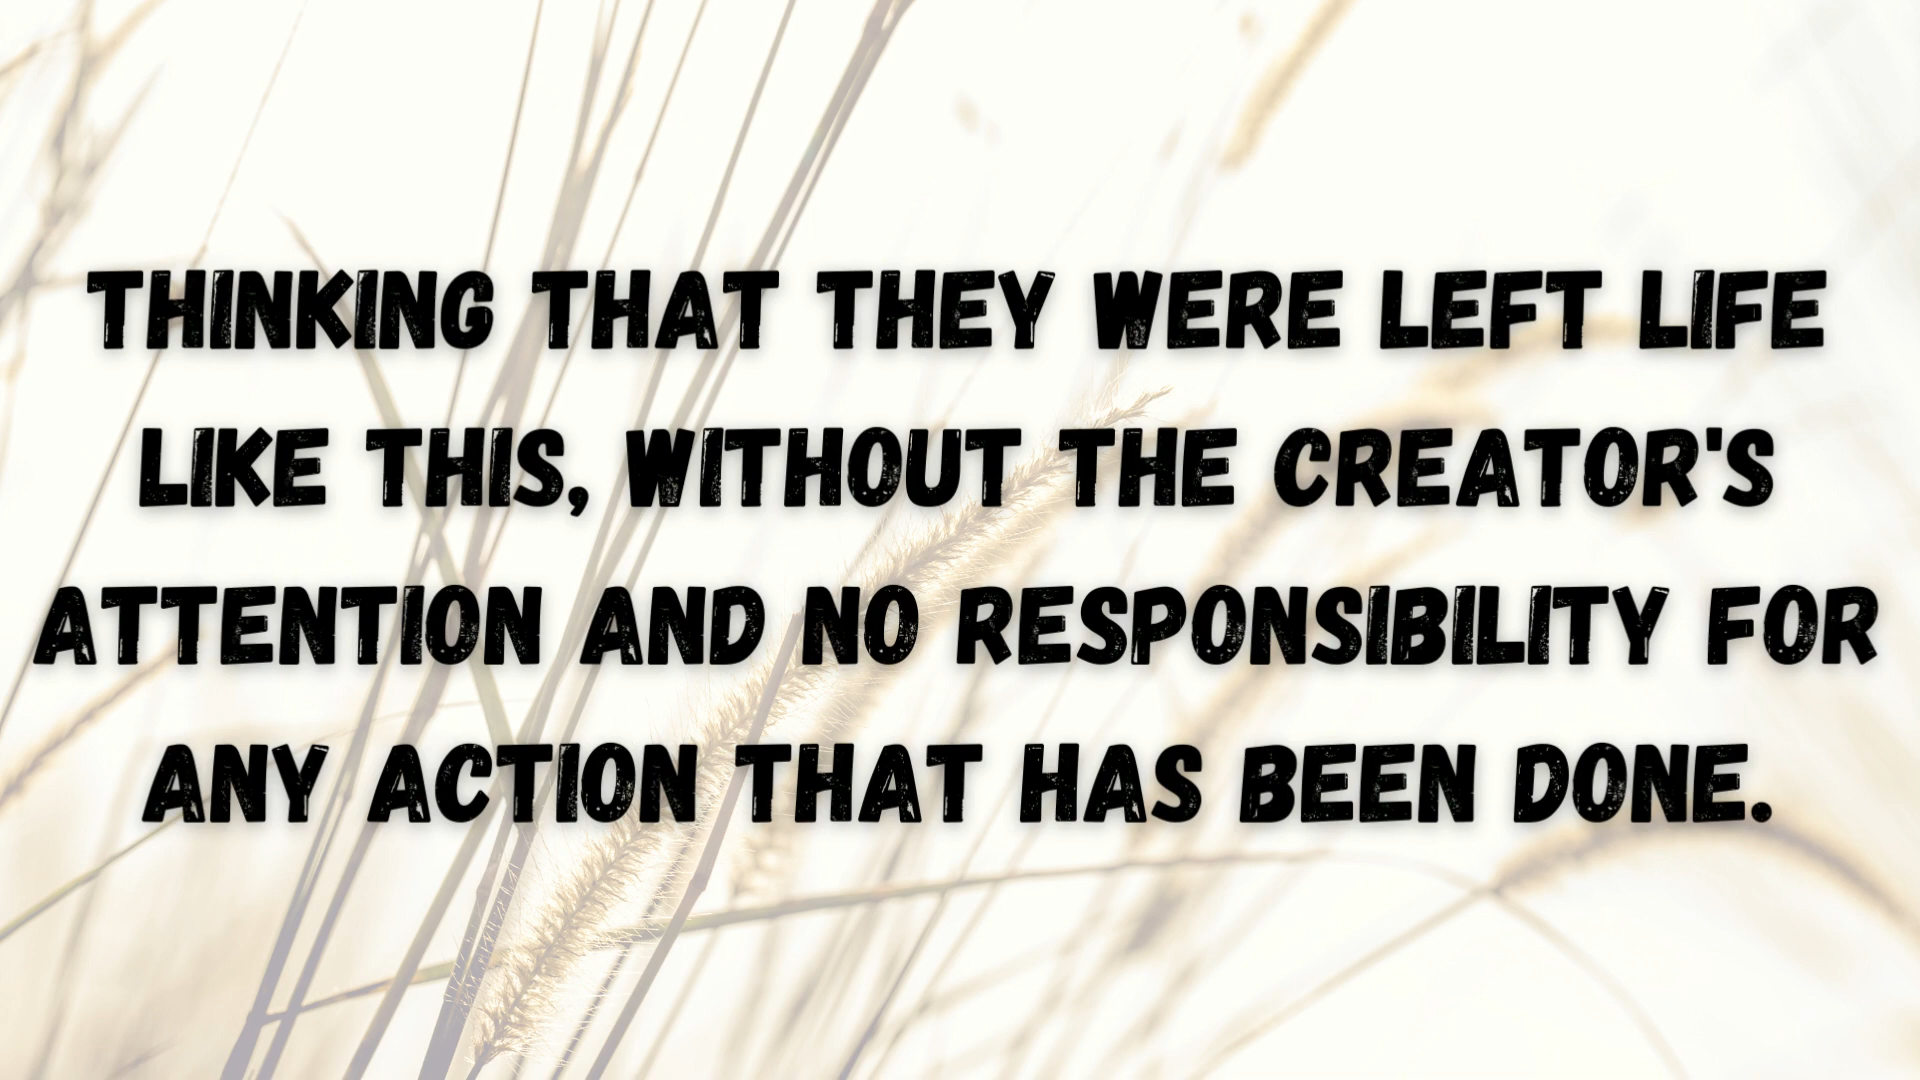 THINKING THAT THEY WERE LEFT LIFE
LIKE THIS, WITHOUT THE CREATOR'S
ATTENTION AND NO RESPONSIBILITY FOR
ANY ACTION THAT HAS BEEN DONE.